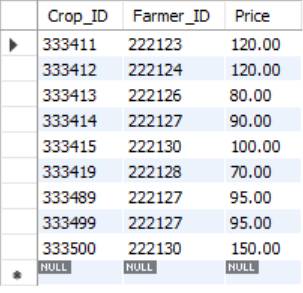 Crop_ID Farmer_ID Price
333411 222123 120.00
333412 222124 120.00
333413 222126 80.00
333414 222127 90.00
333415 222130 100.00
333419 222128 70.00
333489 222127 95.00
333499 222127 95.00
333500 222130 150.00
NULL NULL NULL